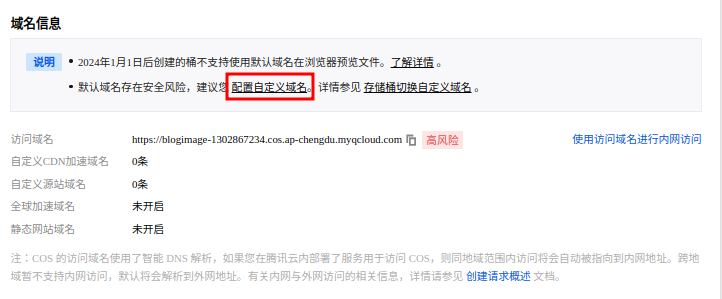 域名信息
说明 • 2024年1月1日后创建的桶不支持使用默认域名在浏览器预览文件。了解详情 。
• 默认域名存在安全风险，建议您 配置自定义域名。详情参见 存储桶切换自定义域名 。
访问域名 https://blogimage-1302867234.cos.ap-chengdu.myqcloud.com 高风险 使用访问域名进行内网访问
自定义CDN加速域名 0条
自定义源站域名 0条
全球加速域名 未开启
静态网站域名 未开启
注：COS 的访问域名使用了智能 DNS 解析，如果您在腾讯云内部署了服务用于访问 COS，则同地域范围内访问将会自动被指向到内网地址。跨地
域暂不支持内网访问，默认将会解析到外网地址。有关内网与外网访问的相关信息，详情请参见 创建请求概述 文档。